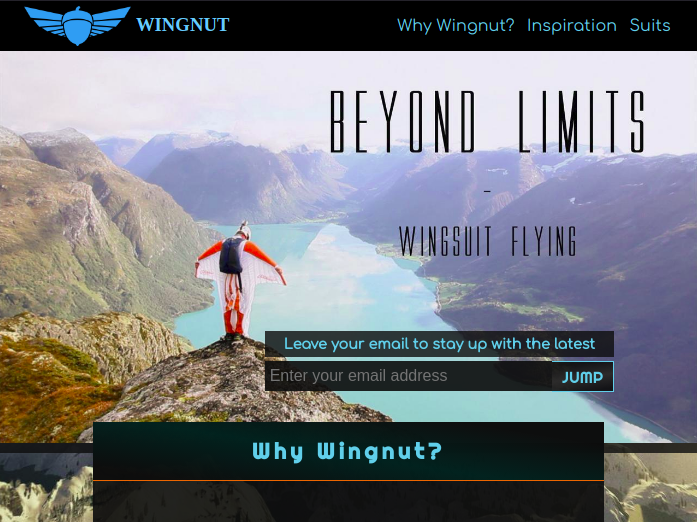 WINGNUT
Why Wingnut? Inspiration Suits
BEYOND LIMITS
-
WINGSUIT FLYING
Leave your email to stay up with the latest
Enter your email address
JUMP
Why Wingnut?